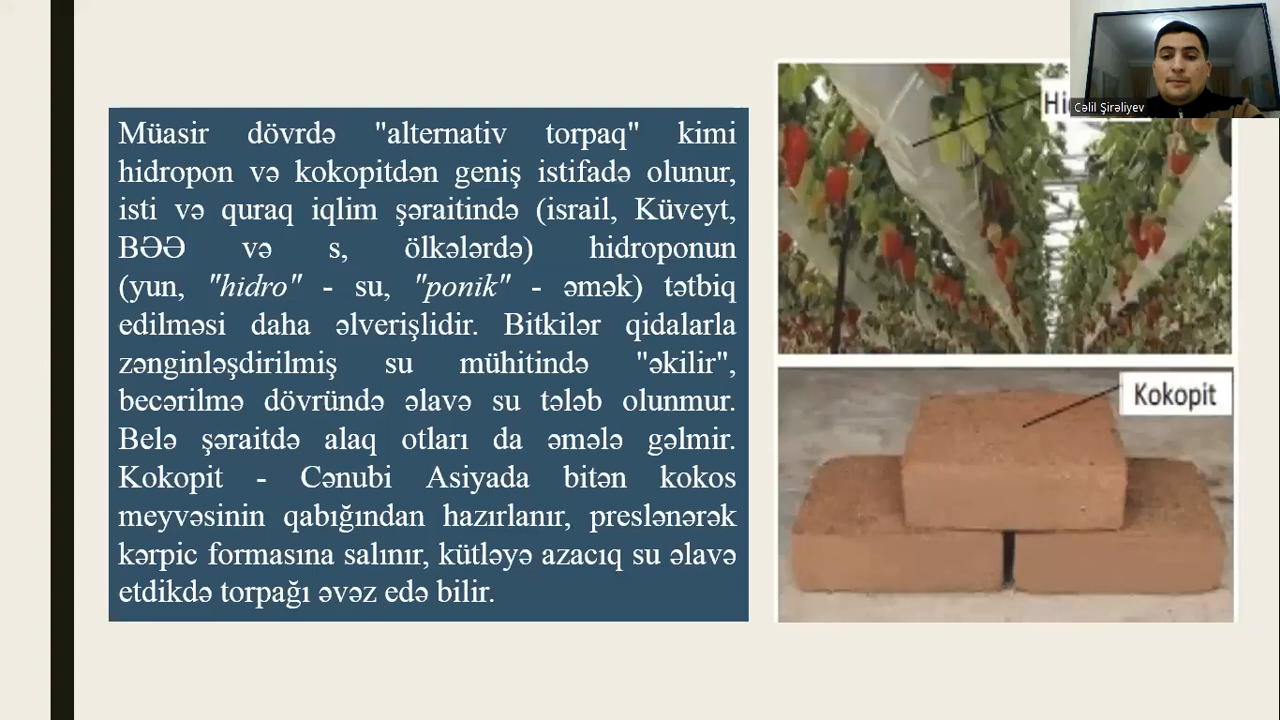 Müasir dövrdə "alternativ torpaq" kimi
hidropon və kokopitdən geniş istifadə olunur,
isti və quraq iqlim şəraitində (israil, Küveyt,
BƏƏ və s, ölkələrdə) hidroponun
(yun, "hidro" - su, "ponik" - əmək) tətbiq
edilməsi daha əlverişlidir. Bitkilər qidalarla
zənginləşdirilmiş su mühitində "əkilir",
becərilmə dövründə əlavə su tələb olunmur.
Belə şəraitdə alaq otları da əmələ gəlmir.
Kokopit - Cənubi Asiyada bitən kokos
meyvəsinin qabığından hazırlanır, preslənərək
kərpic formasına salınır, kütləyə azacıq su əlavə
etdikdə torpağı əvəz edə bilir.
Cəlil Şirəliyev
Kokopit